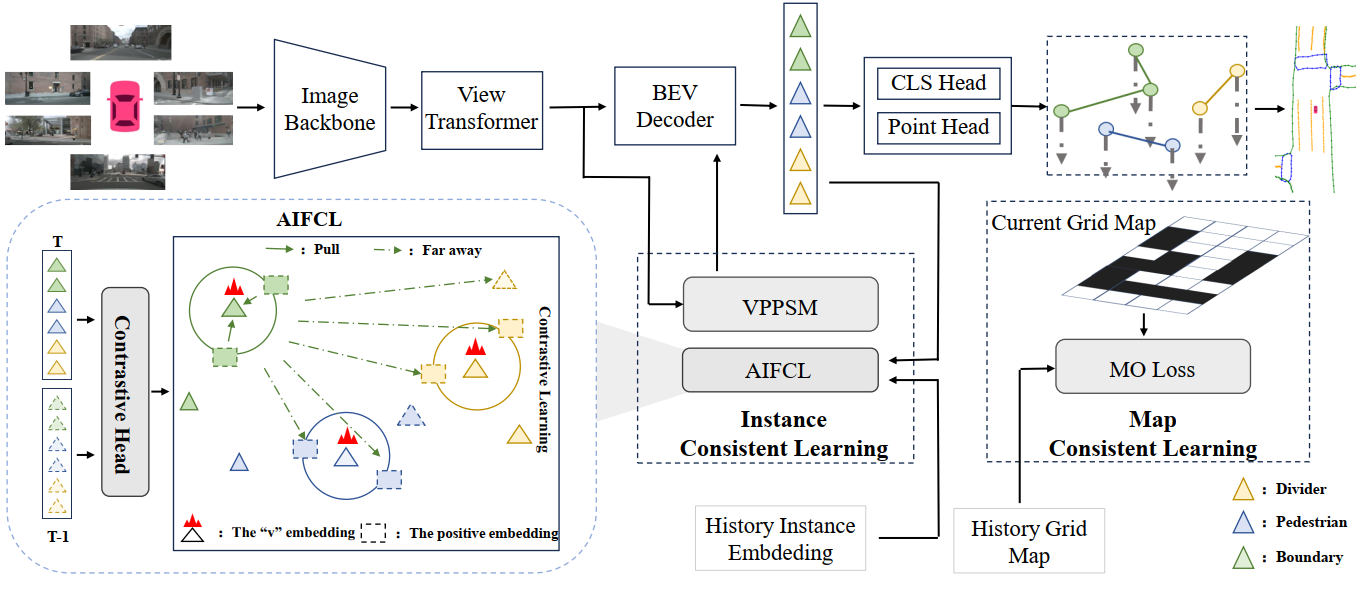 Image
Backbone
View
Transformer
BEV
Decoder
CLS Head
Point Head
AIFCL
T
T-1
Contrastive Head
: Pull
: Far away
Contrastive Learning
: The “v” embedding
: The positive embedding
VPPSM
AIFCL
Instance
Consistent Learning
Current Grid Map
MO Loss
Map
Consistent Learning
History Instance
Embdeding
History Grid
Map
: Divider
: Pedestrian
: Boundary